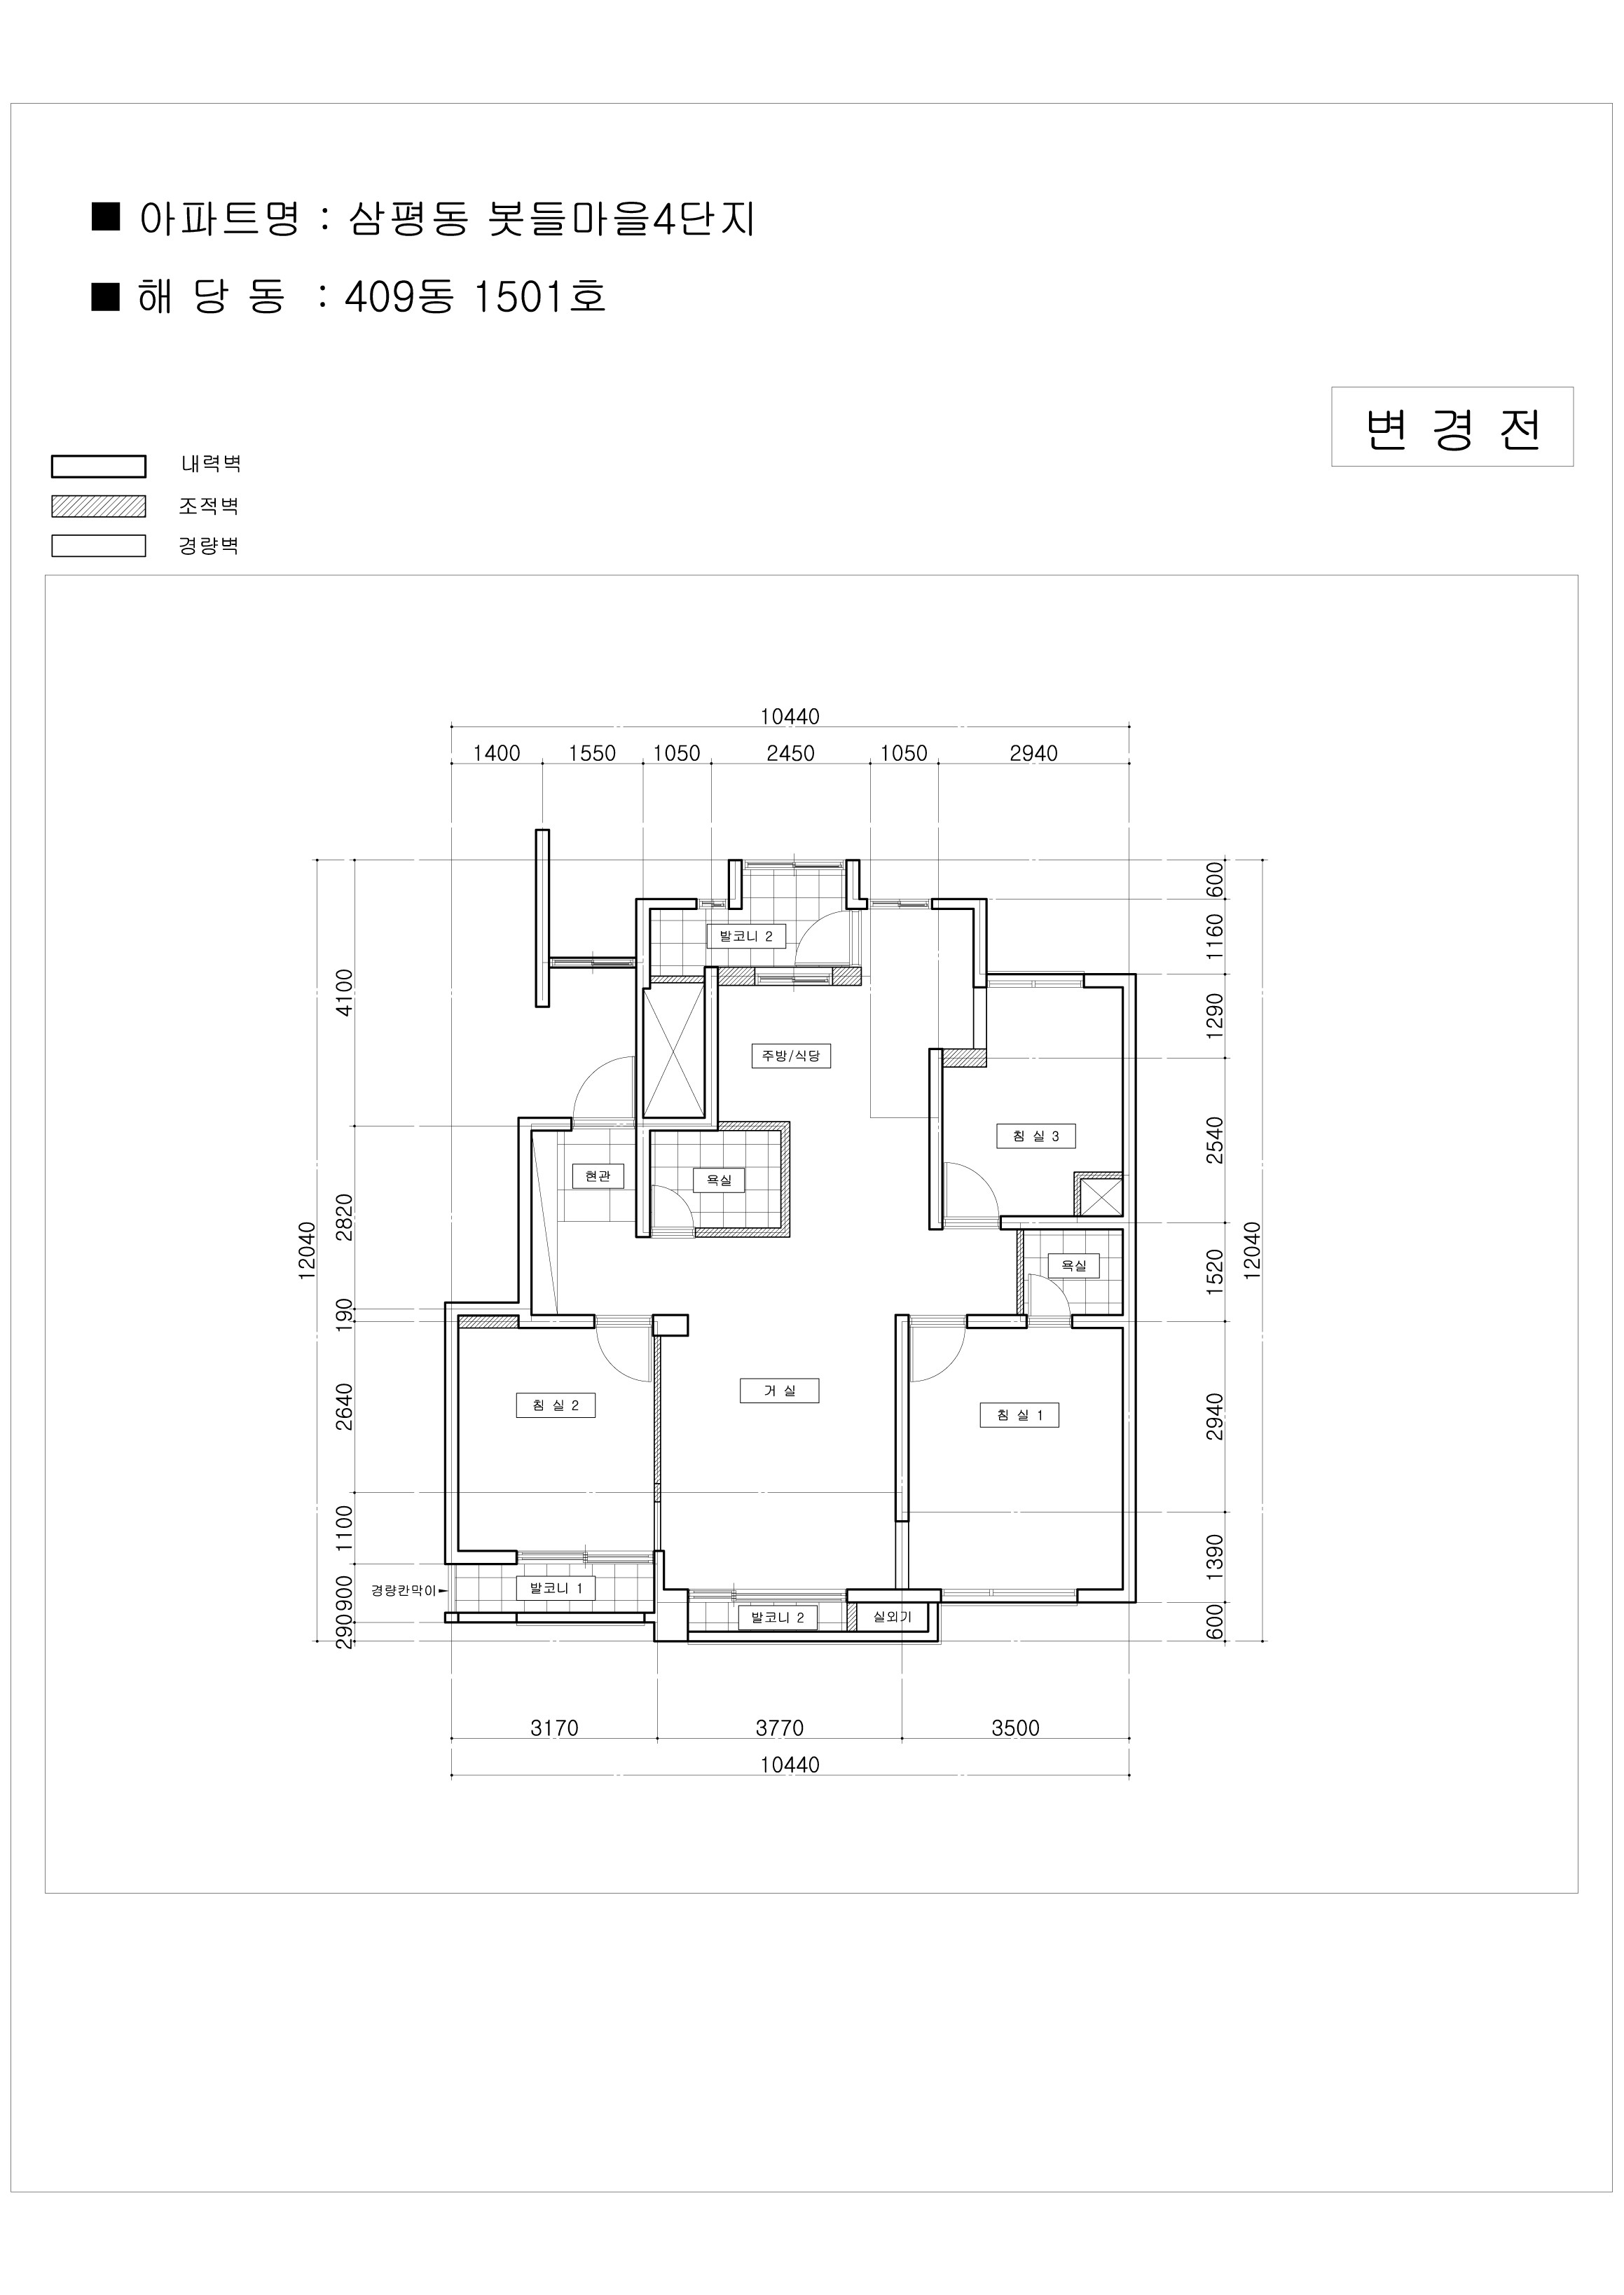 ■ 아파트명 : 삼평동 봇들마을4단지
■ 해 당 동 : 409동 1501호
변 경 전
내력벽
조적벽
경량벽
10440
1400 1550 1050 2450 1050 2940
12040
4100
2820
190
2640
1100
900
290
600
1160
1290
2540
1520
2940
1390
600
12040
발코니 2
주방/식당
침 실 3
현관
욕실
욕실
거 실
침 실 2
침 실 1
경량칸막이
발코니 1
발코니 2
실외기
3170 3770 3500
10440